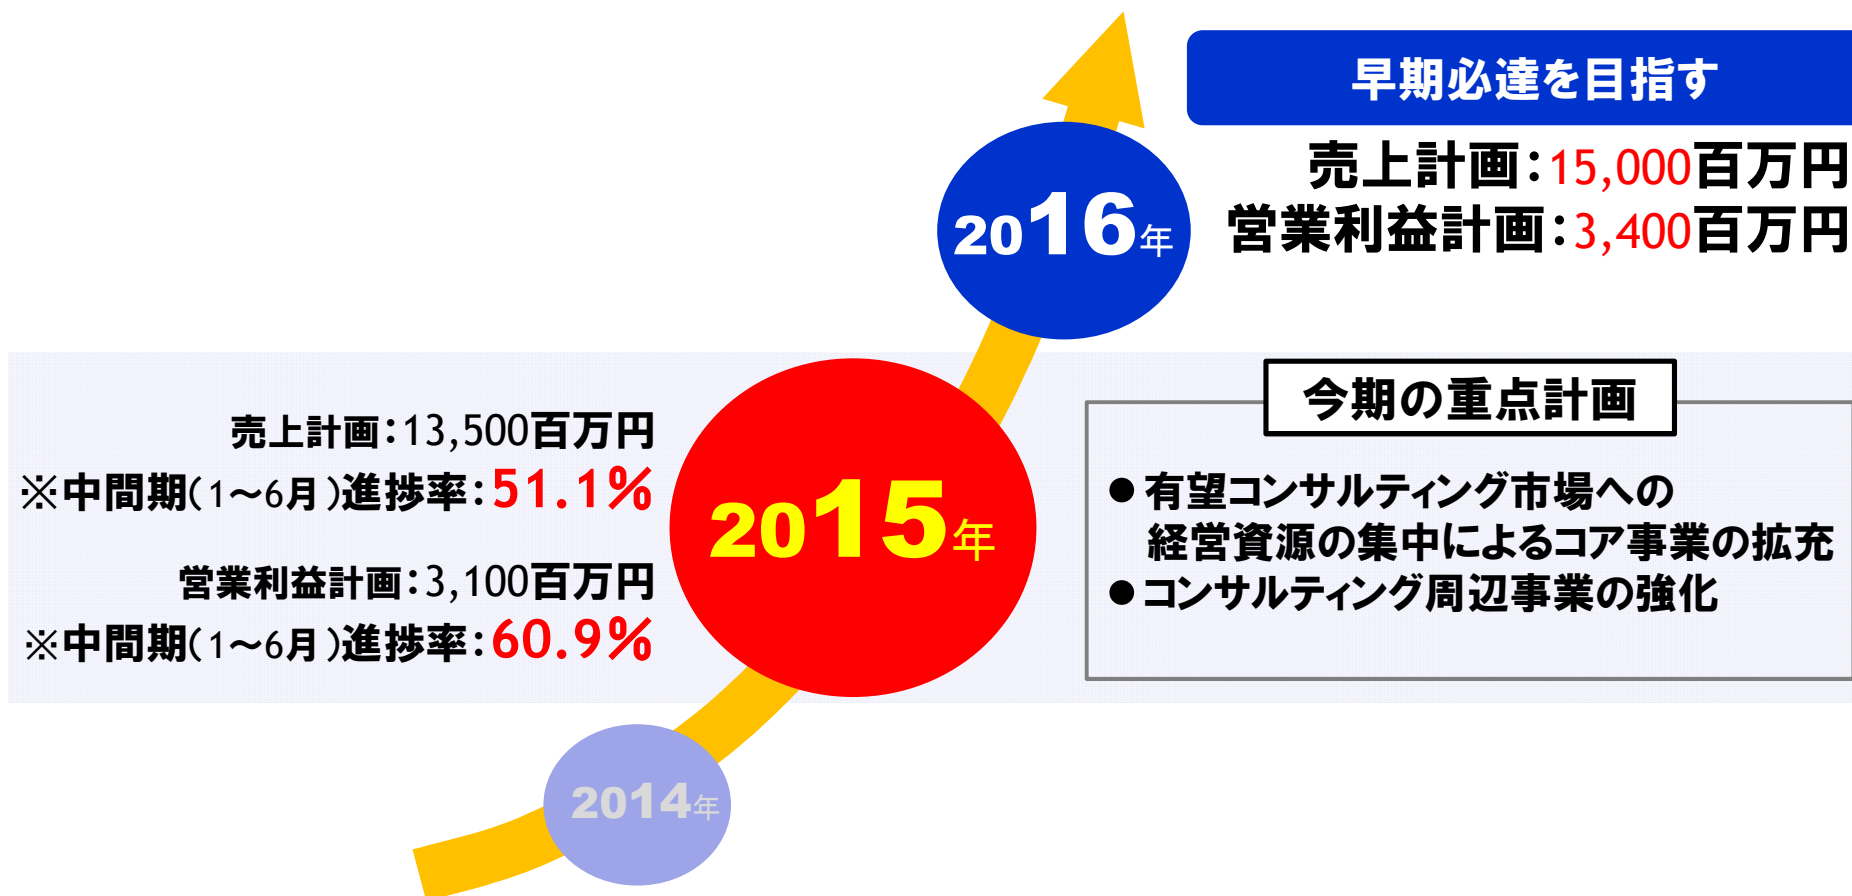 早期必達を目指す
売上計画：15,000百万円
営業利益計画：3,400百万円
2016年
今期の重点計画
売上計画：13,500百万円
※中間期（1～6月）進捗率：51.1%
営業利益計画：3,100百万円
※中間期（1～6月）進捗率：60.9%
2015年
●有望コンサルティング市場への
経営資源の集中によるコア事業の拡充
●コンサルティング周辺事業の強化
2014年